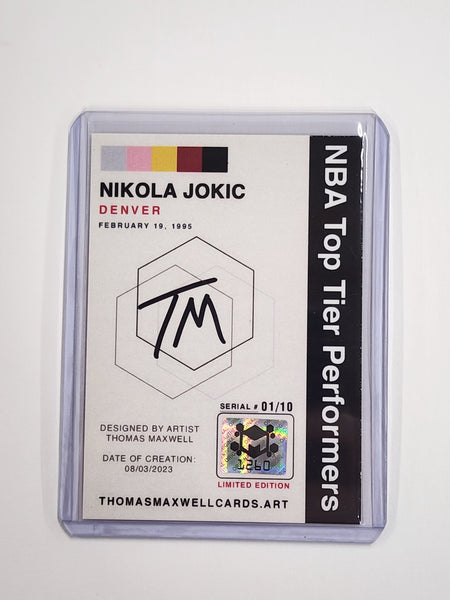 NIKOLA JOKIC
DENVER
FEBRUARY 19, 1995
TM
SERIAL # 01/10
DESIGNED BY ARTIST
THOMAS MAXWELL
DATE OF CREATION:
08/03/2023
1260
LIMITED EDITION
THOMASMAXWELLCARDS.ART
NBA Top Tier Performers